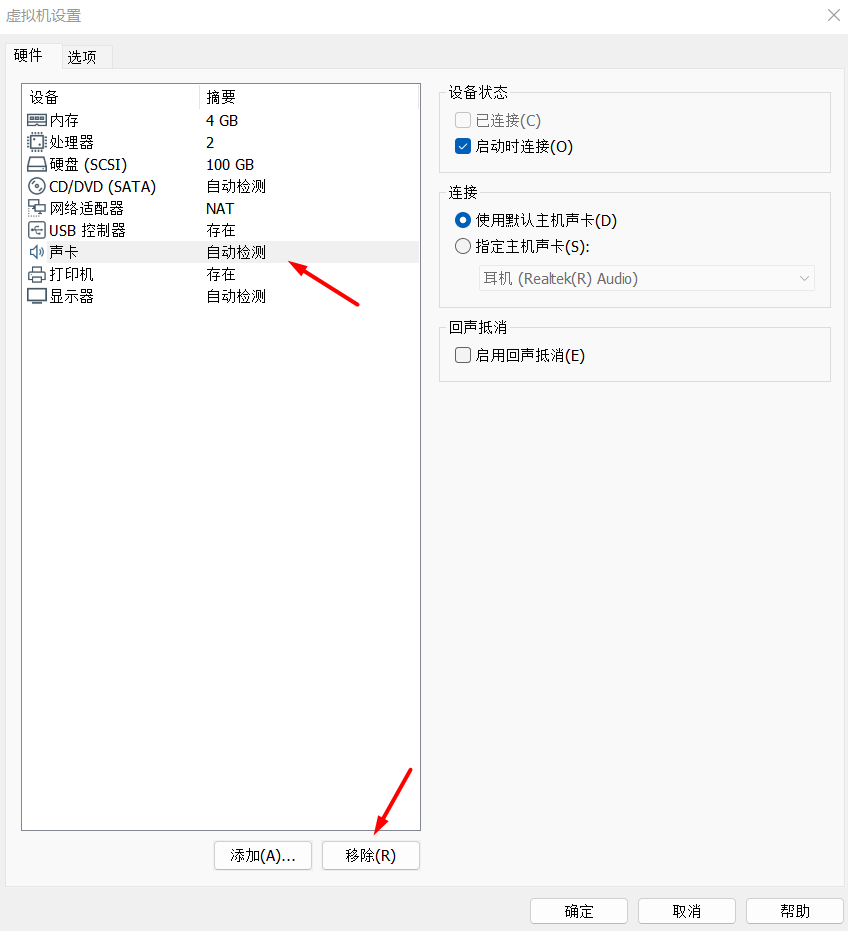 虚拟机设置
硬件 选项
设备 摘要
内存 4 GB
处理器 2
硬盘 (SCSI) 100 GB
CD/DVD (SATA) 自动检测
网络适配器 NAT
USB 控制器 存在
声卡 自动检测
打印机 存在
显示器 自动检测
添加(A)... 移除(R)
设备状态
已连接(C)
启动时连接(O)
连接
使用默认主机声卡(D)
指定主机声卡(S):
耳机 (Realtek(R) Audio)
回声抵消
启用回声抵消(E)
确定 取消 帮助